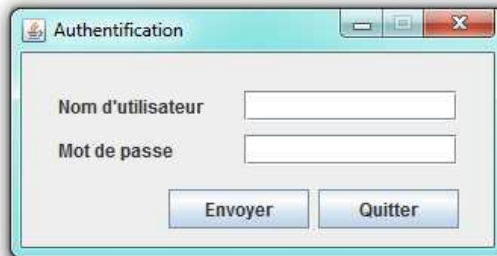 Authentification
Nom d'utilisateur
Mot de passe
Envoyer Quitter